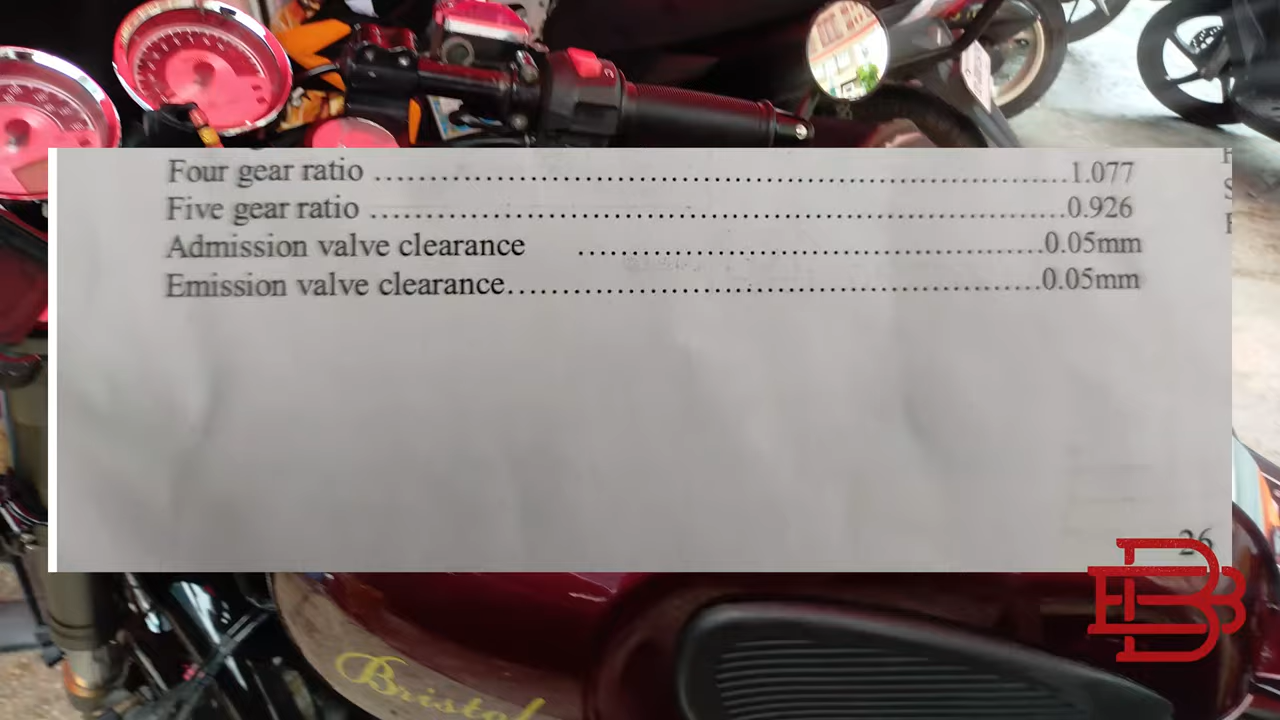 Four gear ratio ........................................................................1.077
Five gear ratio ........................................................................0.926
Admission valve clearance ................................................0.05mm
Emission valve clearance.......................................................0.05mm
26
Bristol